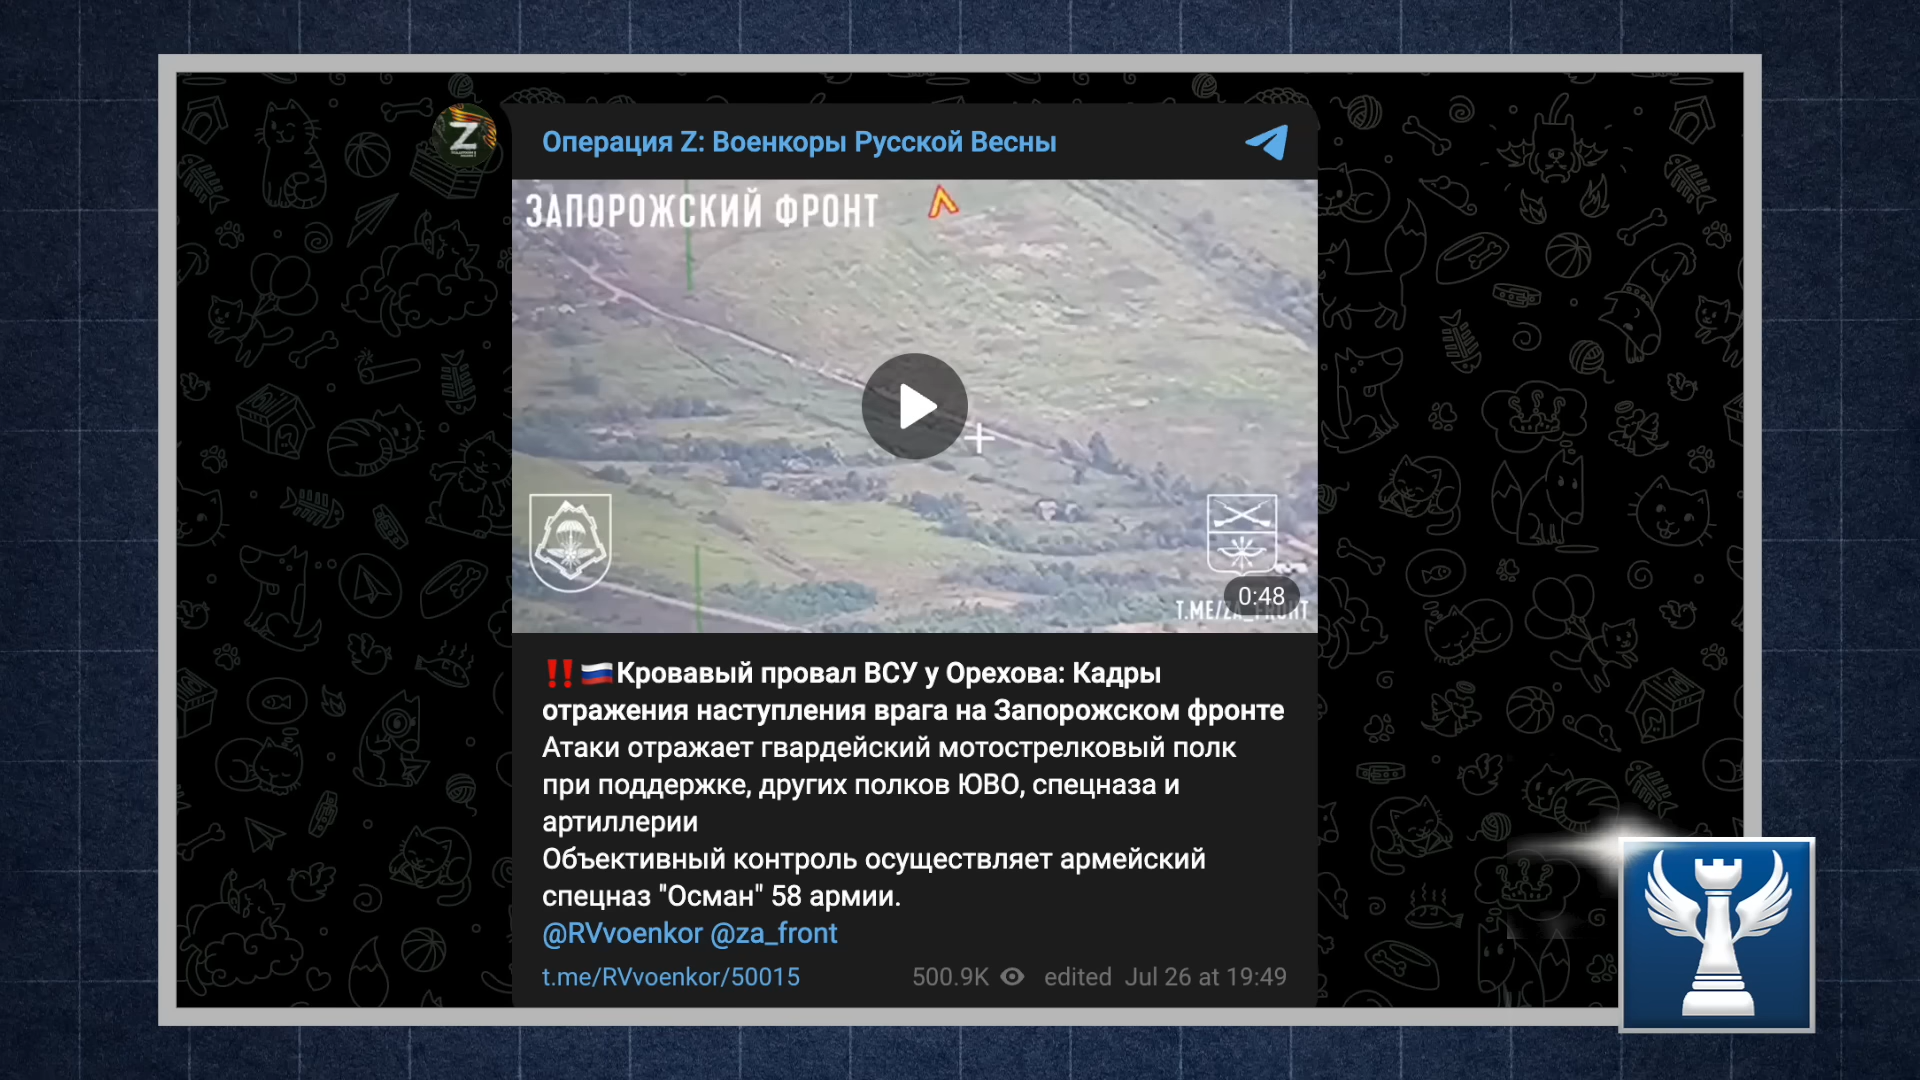 Операция Z: Военкоры Русской Весны
ЗАПОРОЖСКИЙ ФРОНТ
0:48
T.ME/ZA_FRONT
‼️🇷🇺Кровавый провал ВСУ у Орехова: Кадры
отражения наступления врага на Запорожском фронте
Атаки отражает гвардейский мотострелковый полк
при поддержке, других полков ЮВО, спецназа и
артиллерии
Объективный контроль осуществляет армейский
спецназ "Осман" 58 армии.
@RVvoenkor @za_front
t.me/RVvoenkor/50015 500.9K edited Jul 26 at 19:49